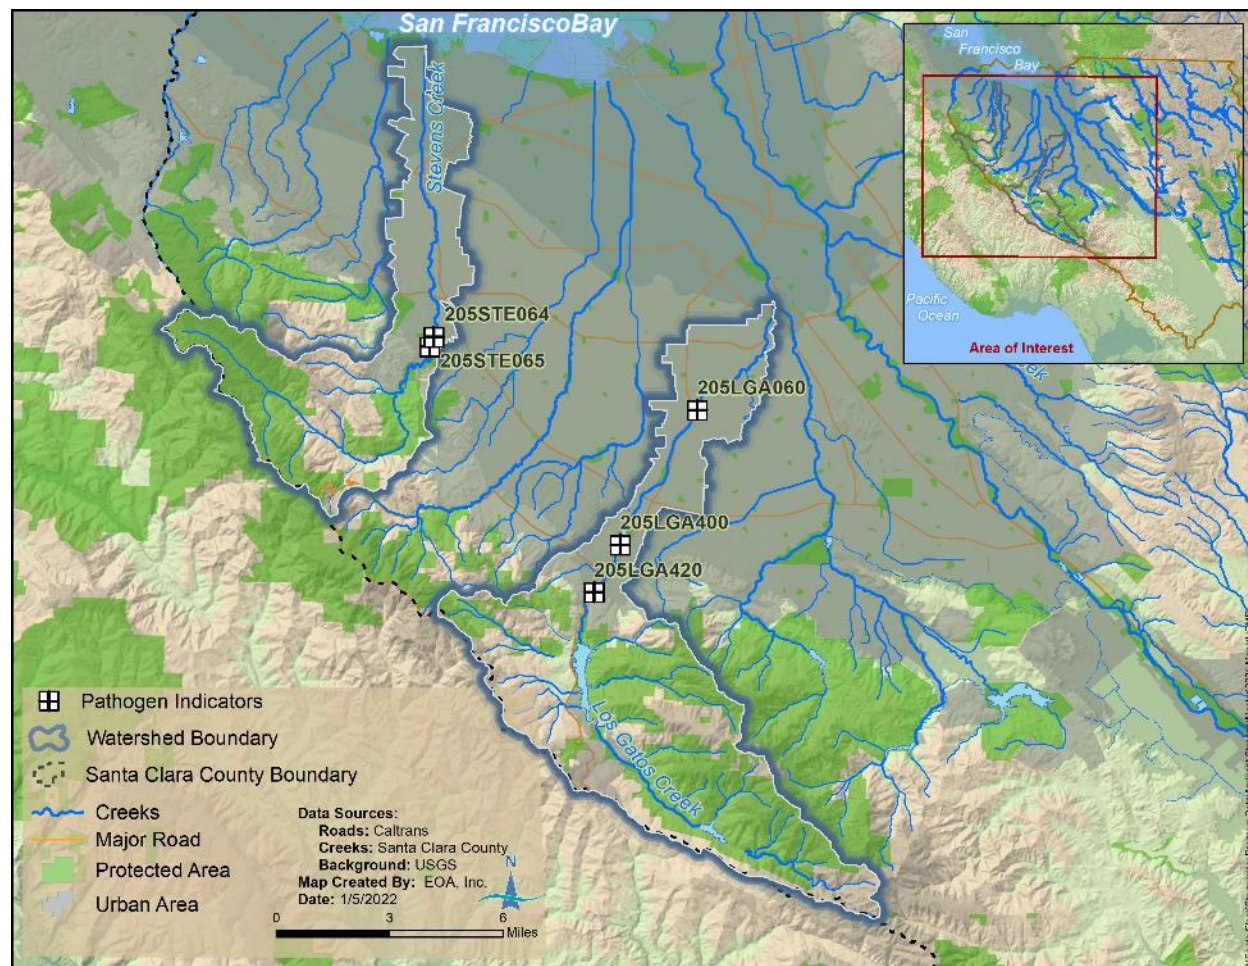 San FranciscoBay
San
Francisco
Bay
Stevens Creek
Pacific
Ocean
Area of Interest
205STE064
205STE065
Creek
205LGA060
205LGA400
205LGA420
Los Gatos Creek
Pathogen Indicators
Watershed Boundary
Santa Clara County Boundary
Creeks
Major Road
Protected Area
Urban Area
Data Sources:
Roads: Caltrans
Creeks: Santa Clara County
Background: USGS
Map Created By: EOA, Inc.
Date: 1/5/2022
N
0 3 6
Miles